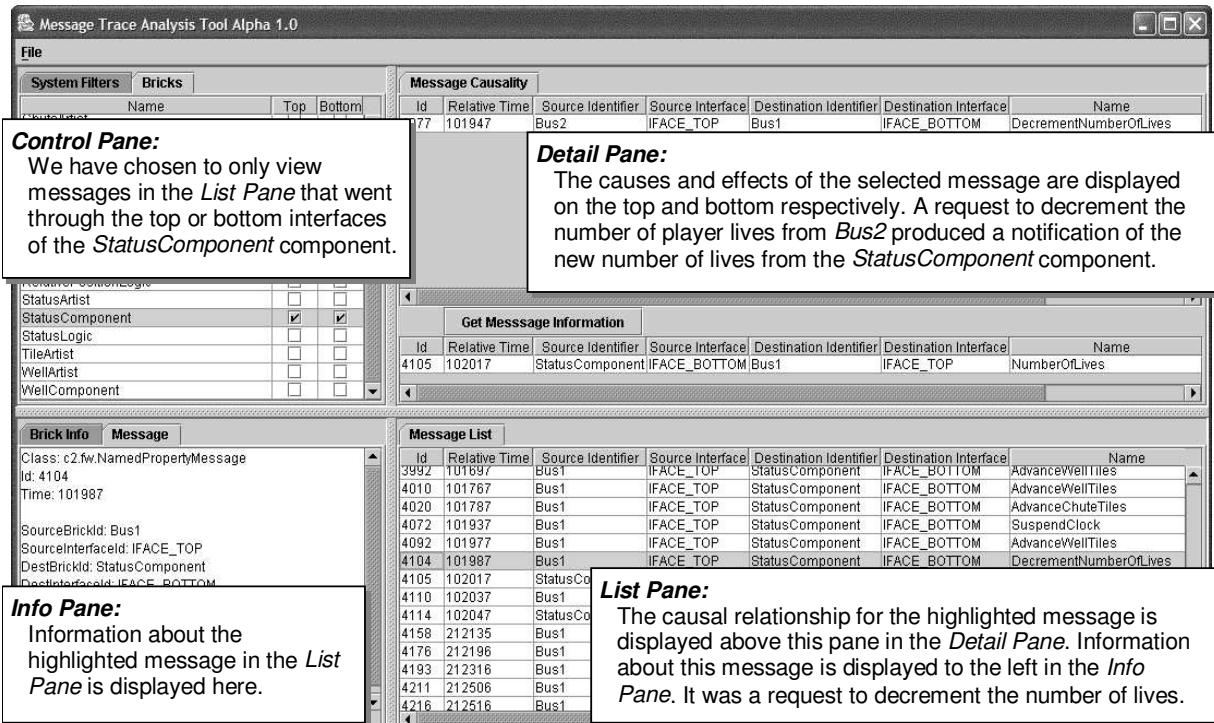 Message Trace Analysis Tool Alpha 1.0
File
System Filters Bricks
Name Top Bottom
Control Pane:
We have chosen to only view
messages in the List Pane that went
through the top or bottom interfaces
of the StatusComponent component.
StatusArtist
StatusComponent
StatusLogic
TileArtist
WellArtist
WellComponent
Message Causality
Id Relative Time Source Identifier Source Interface Destination Identifier Destination Interface Name
77 101947 Bus2 IFACE_TOP Bus1 IFACE_BOTTOM DecrementNumberOfLives
Detail Pane:
The causes and effects of the selected message are displayed
on the top and bottom respectively. A request to decrement the
number of player lives from Bus2 produced a notification of the
new number of lives from the StatusComponent component.
Get Messsage Information
Id Relative Time Source Identifier Source Interface Destination Identifier Destination Interface Name
4105 102017 StatusComponent IFACE_BOTTOM Bus1 IFACE_TOP NumberOfLives
Brick Info Message
Class: c2.fw.NamedPropertyMessage
Id: 4104
Time: 101987
SourceBrickId: Bus1
SourceInterfaceId: IFACE_TOP
DestBrickId: StatusComponent
DestInterfaceId: IFACE_BOTTOM
Info Pane:
Information about the
highlighted message in the List
Pane is displayed here.
Message List
Id Relative Time Source Identifier Source Interface Destination Identifier Destination Interface Name
3992 101697 Bus1 IFACE_TOP StatusComponent IFACE_BOTTOM AdvanceWellTiles
4010 101767 Bus1 IFACE_TOP StatusComponent IFACE_BOTTOM AdvanceWellTiles
4020 101787 Bus1 IFACE_TOP StatusComponent IFACE_BOTTOM AdvanceChuteTiles
4072 101937 Bus1 IFACE_TOP StatusComponent IFACE_BOTTOM SuspendClock
4092 101977 Bus1 IFACE_TOP StatusComponent IFACE_BOTTOM AdvanceWellTiles
4104 101987 Bus1 IFACE_TOP StatusComponent IFACE_BOTTOM DecrementNumberOfLives
4105 102017 StatusCo
4110 102037 Bus1
4114 102047 StatusCo
4158 212135 Bus1
4176 212196 Bus1
4193 212316 Bus1
4211 212506 Bus1
4216 212516 Bus1
List Pane:
The causal relationship for the highlighted message is
displayed above this pane in the Detail Pane. Information
about this message is displayed to the left in the Info
Pane. It was a request to decrement the number of lives.